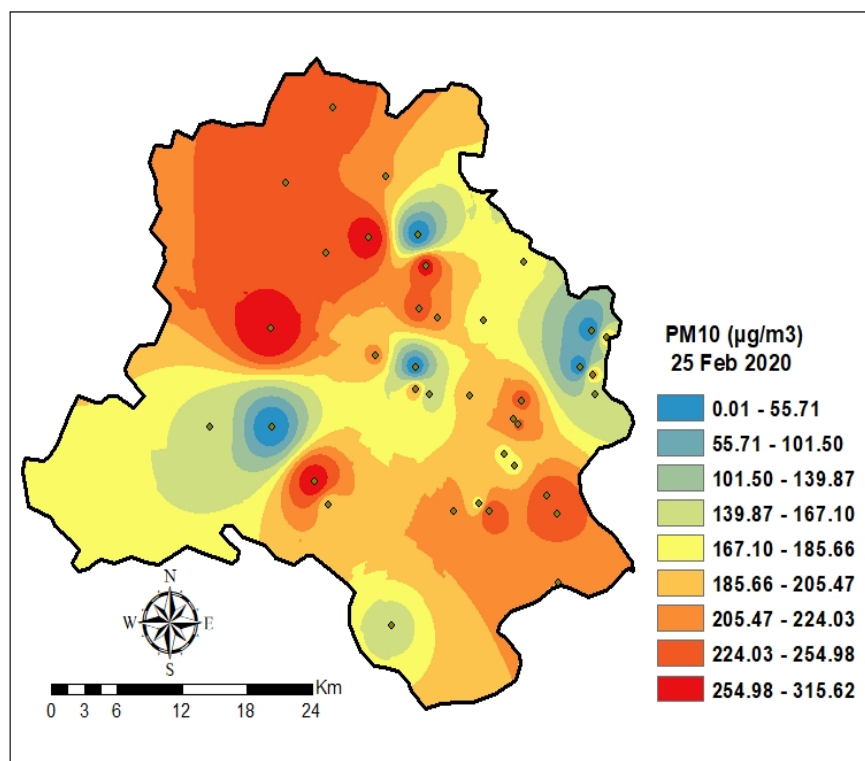 PM10 (µg/m3)
25 Feb 2020
0.01 - 55.71
55.71 - 101.50
101.50 - 139.87
139.87 - 167.10
167.10 - 185.66
185.66 - 205.47
205.47 - 224.03
224.03 - 254.98
254.98 - 315.62
N
W E
S
Km
0 3 6 12 18 24